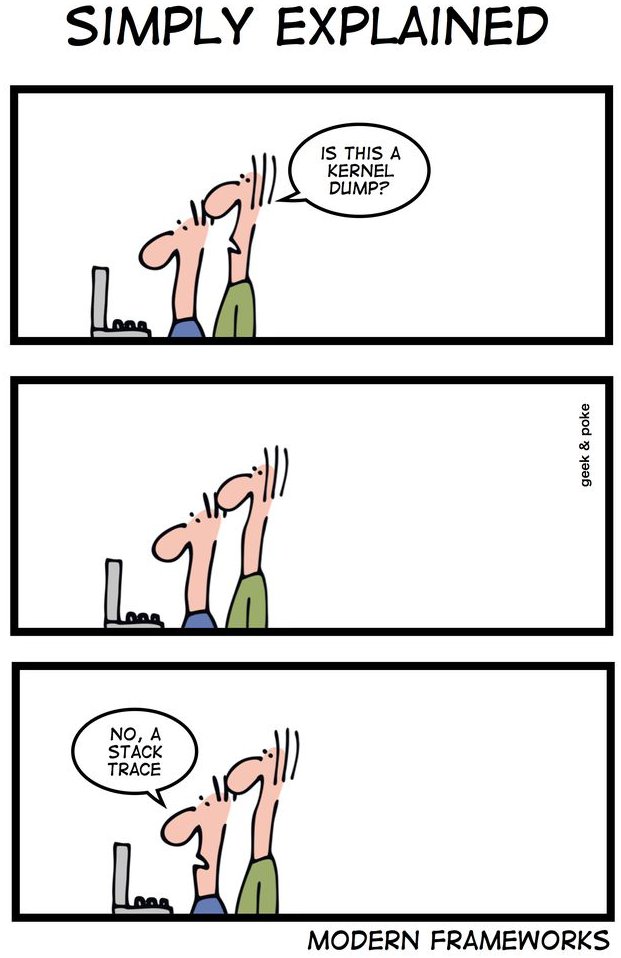 SIMPLY EXPLAINED
IS THIS A
KERNEL
DUMP?
geek & poke
NO, A
STACK
TRACE
MODERN FRAMEWORKS